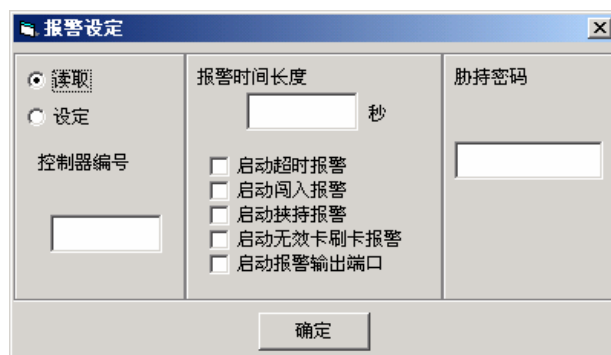 报警设定
读取
设定
控制器编号
报警时间长度
秒
启动超时报警
启动闯入报警
启动挟持报警
启动无效卡刷卡报警
启动报警输出端口
胁持密码
确定